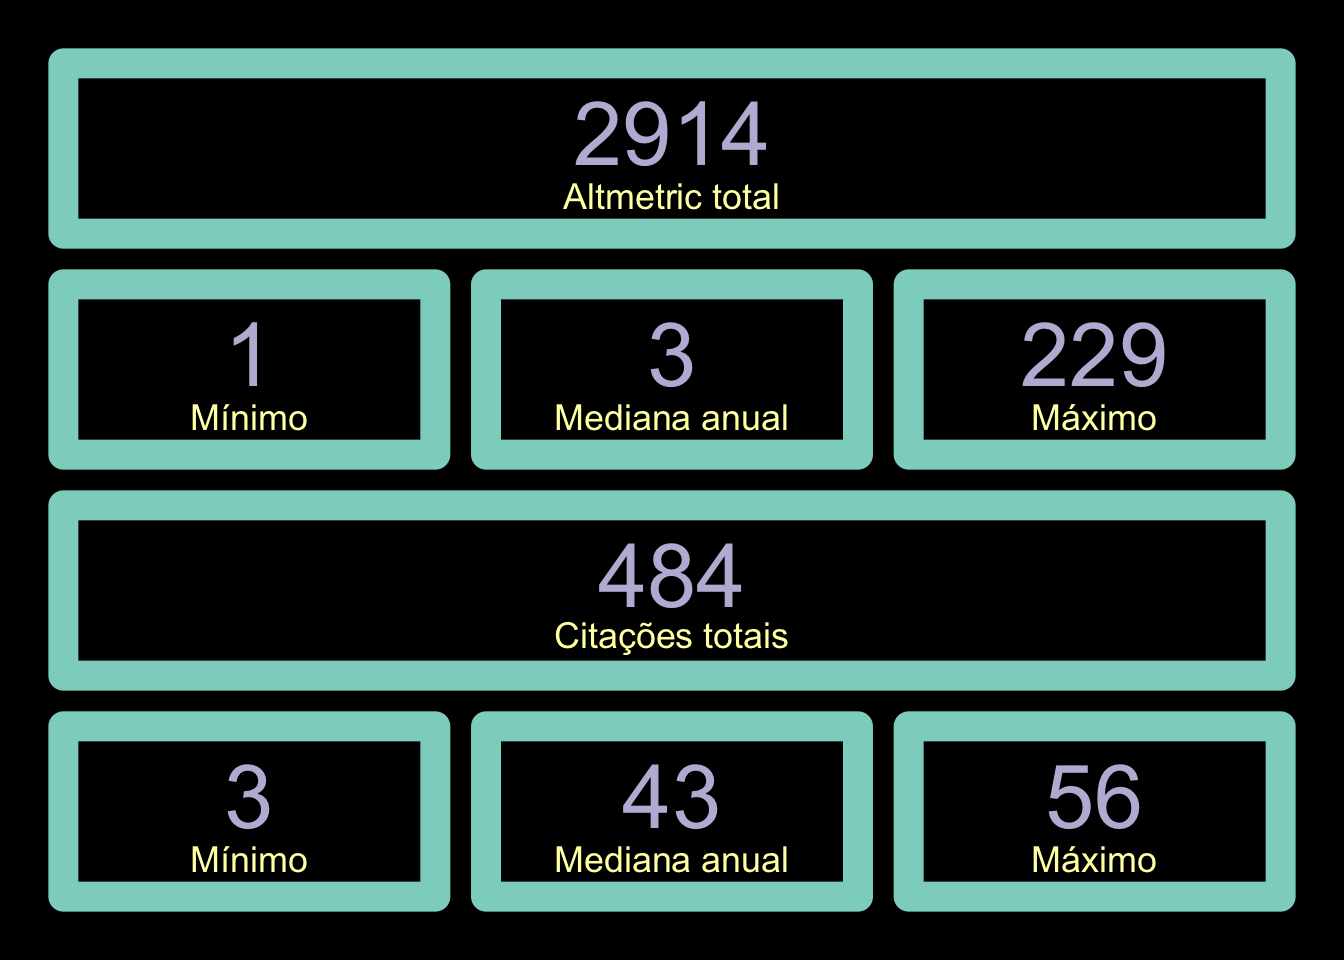 2914
Altmetric total
1
Mínimo
3
Mediana anual
229
Máximo
484
Citações totais
3
Mínimo
43
Mediana anual
56
Máximo